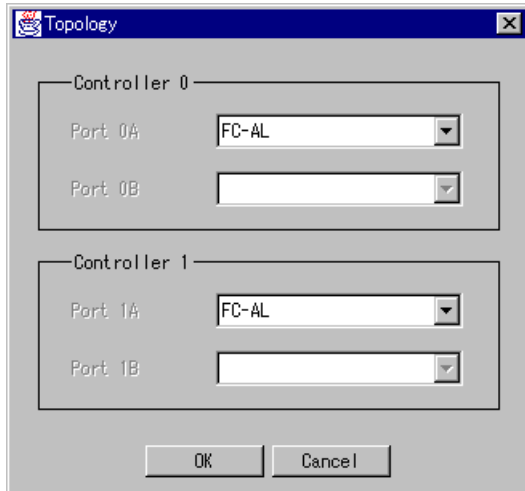 Topology
Controller 0
Port 0A FC-AL
Port 0B
Controller 1
Port 1A FC-AL
Port 1B
OK Cancel